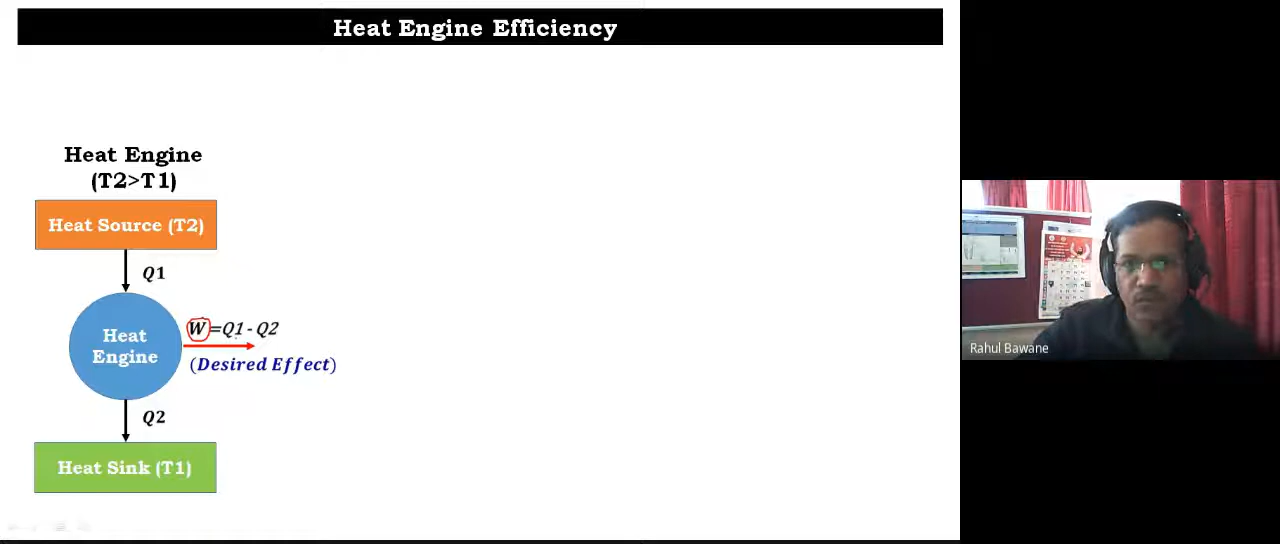 Heat Engine Efficiency
Heat Engine
(T2>T1)
Heat Source (T2)
Q1
Heat
Engine
W=Q1-Q2
(Desired Effect)
Q2
Heat Sink (T1)
Rahul Bawane